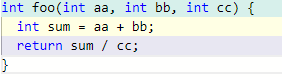 int foo(int aa, int bb, int cc) {
  int sum = aa + bb;
  return sum / cc;
}